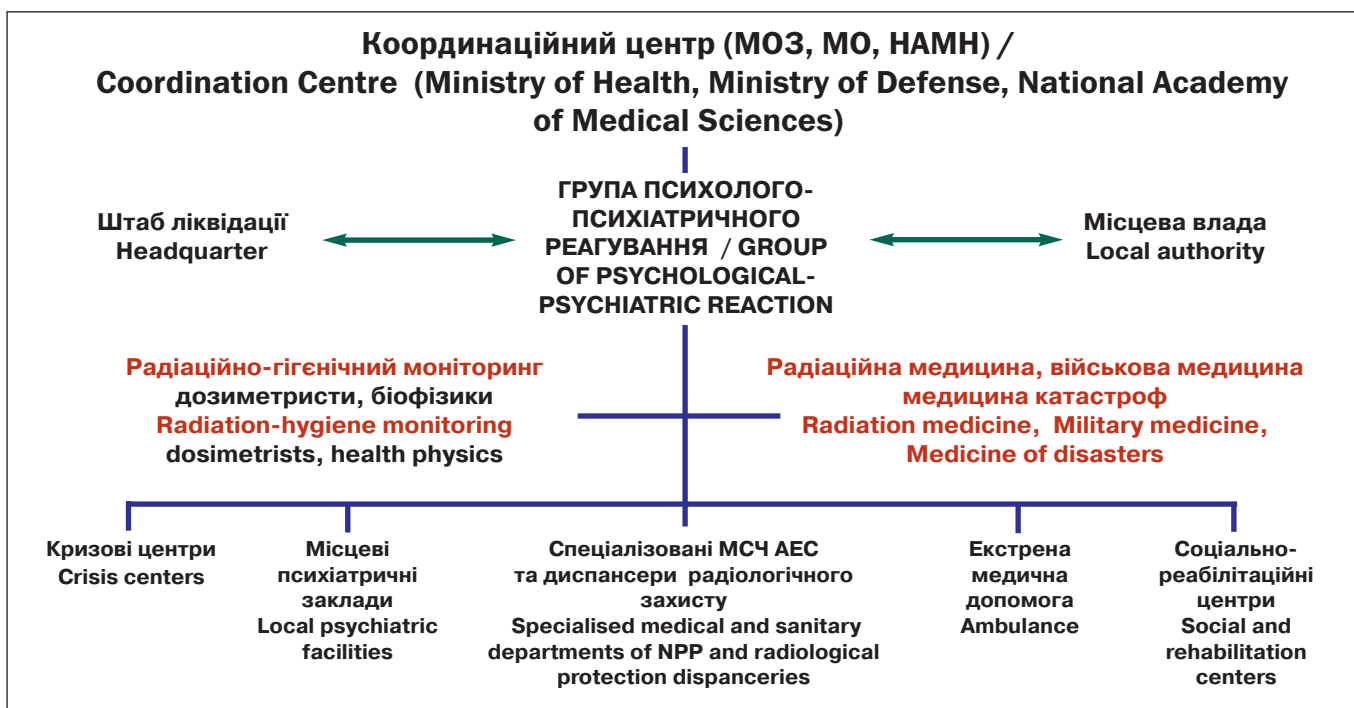 Координаційний центр (МОЗ, МО, НАМН) /
Coordination Centre (Ministry of Health, Ministry of Defense, National Academy
of Medical Sciences)
Штаб ліквідації
Headquarter
ГРУПА ПСИХОЛОГО-
ПСИХІАТРИЧНОГО
РЕАГУВАННЯ / GROUP
OF PSYCHOLOGICAL-
PSYCHIATRIC REACTION
Місцева влада
Local authority
Радіаційно-гігєнічний моніторинг
дозиметристи, біофізики
Radiation-hygiene monitoring
dosimetrists, health physics
Радіаційна медицина, військова медицина
медицина катастроф
Radiation medicine, Military medicine,
Medicine of disasters
Кризові центри
Crisis centers
Місцеві
психіатричні
заклади
Local psychiatric
facilities
Спеціалізовані МСЧ АЕС
та диспансери радіологічного
захисту
Specialised medical and sanitary
departments of NPP and radiological
protection dispanceries
Екстрена
медична
допомога
Ambulance
Соціально-
реабілітаційні
центри
Social and
rehabilitation
centers